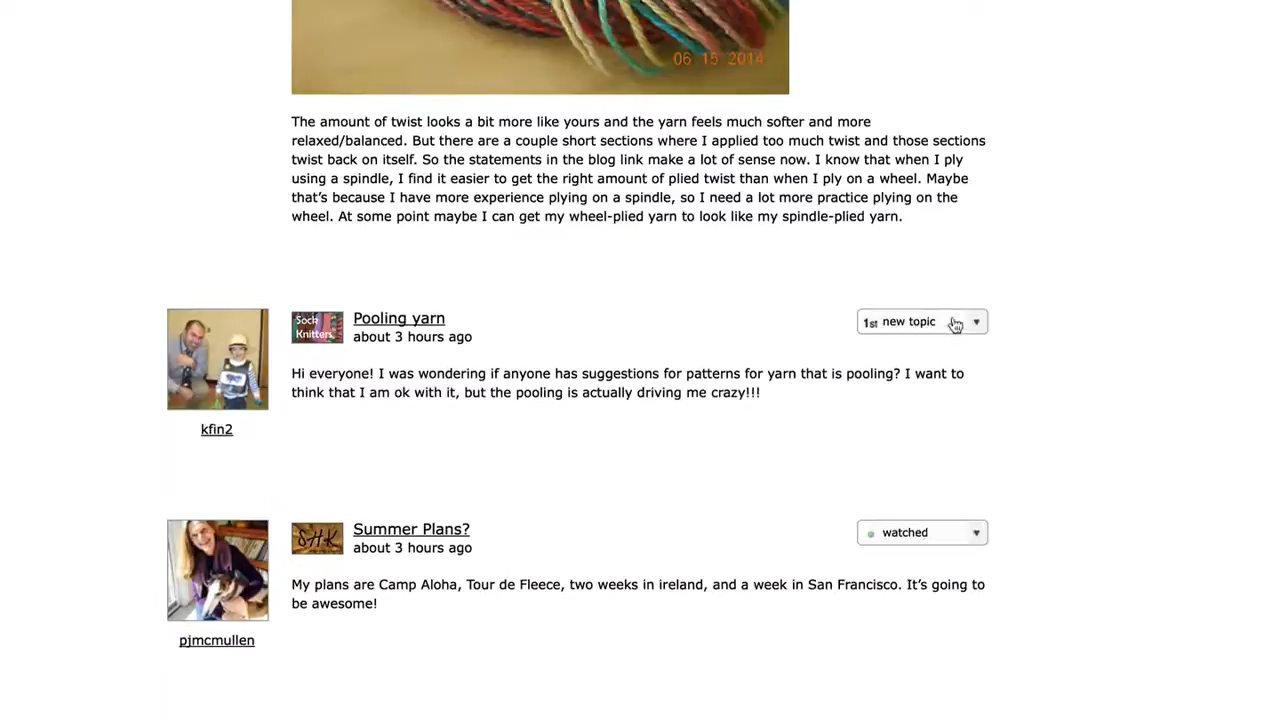 06 15 2014
The amount of twist looks a bit more like yours and the yarn feels much softer and more
relaxed/balanced. But there are a couple short sections where I applied too much twist and those sections
twist back on itself. So the statements in the blog link make a lot of sense now. I know that when I ply
using a spindle, I find it easier to get the right amount of plied twist than when I ply on a wheel. Maybe
that’s because I have more experience plying on a spindle, so I need a lot more practice plying on the
wheel. At some point maybe I can get my wheel-plied yarn to look like my spindle-plied yarn.
Sock
Knitters
Pooling yarn
about 3 hours ago
1st new topic
Hi everyone! I was wondering if anyone has suggestions for patterns for yarn that is pooling? I want to
think that I am ok with it, but the pooling is actually driving me crazy!!!
kfin2
SHK
Summer Plans?
about 3 hours ago
watched
My plans are Camp Aloha, Tour de Fleece, two weeks in ireland, and a week in San Francisco. It’s going to
be awesome!
pjmcmullen